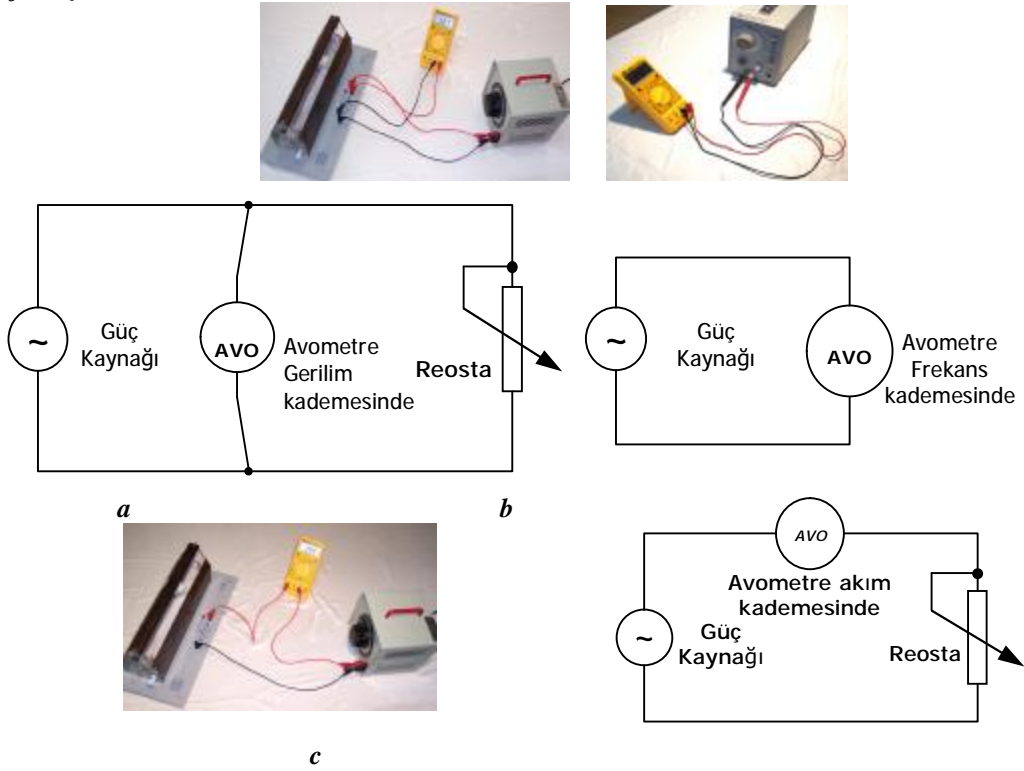 ~
Güç
Kaynağı
AVO
Avometre
Gerilim
kademesinde
Reosta
~
Güç
Kaynağı
AVO
Avometre
Frekans
kademesinde
a
b
AVO
Avometre akım
kademesinde
~
Güç
Kaynağı
Reosta
c